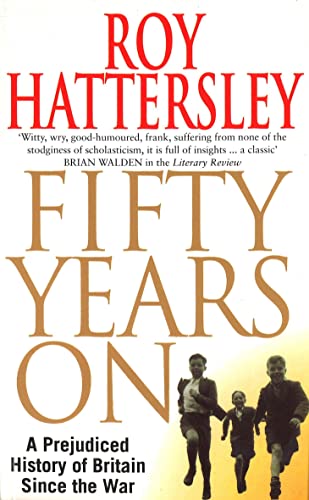 ROY
HATTERSLEY
'Witty, wry, good-humoured, frank, suffering from none of the
stodginess of scholasticism, it is full of insights ... a classic'
BRIAN WALDEN in the Literary Review
FIFTY
YEARS
ON
A Prejudiced
History of Britain
Since the War